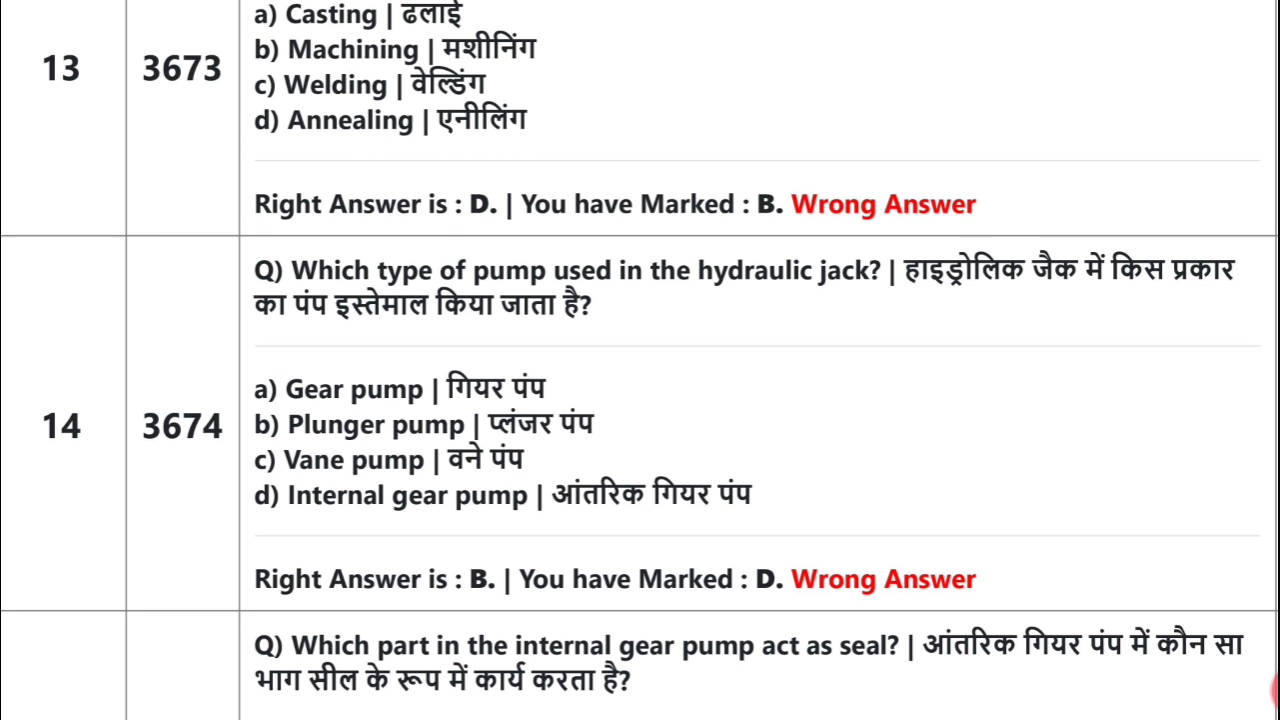 a) Casting | ढलाई
13
3673
b) Machining | मशीनिंग
c) Welding | वेल्डिंग
d) Annealing | एनीलिंग
Right Answer is : D. | You have Marked : B. Wrong Answer
Q) Which type of pump used in the hydraulic jack? | हाइड्रोलिक जैक में किस प्रकार
का पंप इस्तेमाल किया जाता है?
14
3674
a) Gear pump | गियर पंप
b) Plunger pump | प्लंजर पंप
c) Vane pump | वने पंप
d) Internal gear pump | आंतरिक गियर पंप
Right Answer is : B. | You have Marked : D. Wrong Answer
Q) Which part in the internal gear pump act as seal? | आंतरिक गियर पंप में कौन सा
भाग सील के रूप में कार्य करता है?